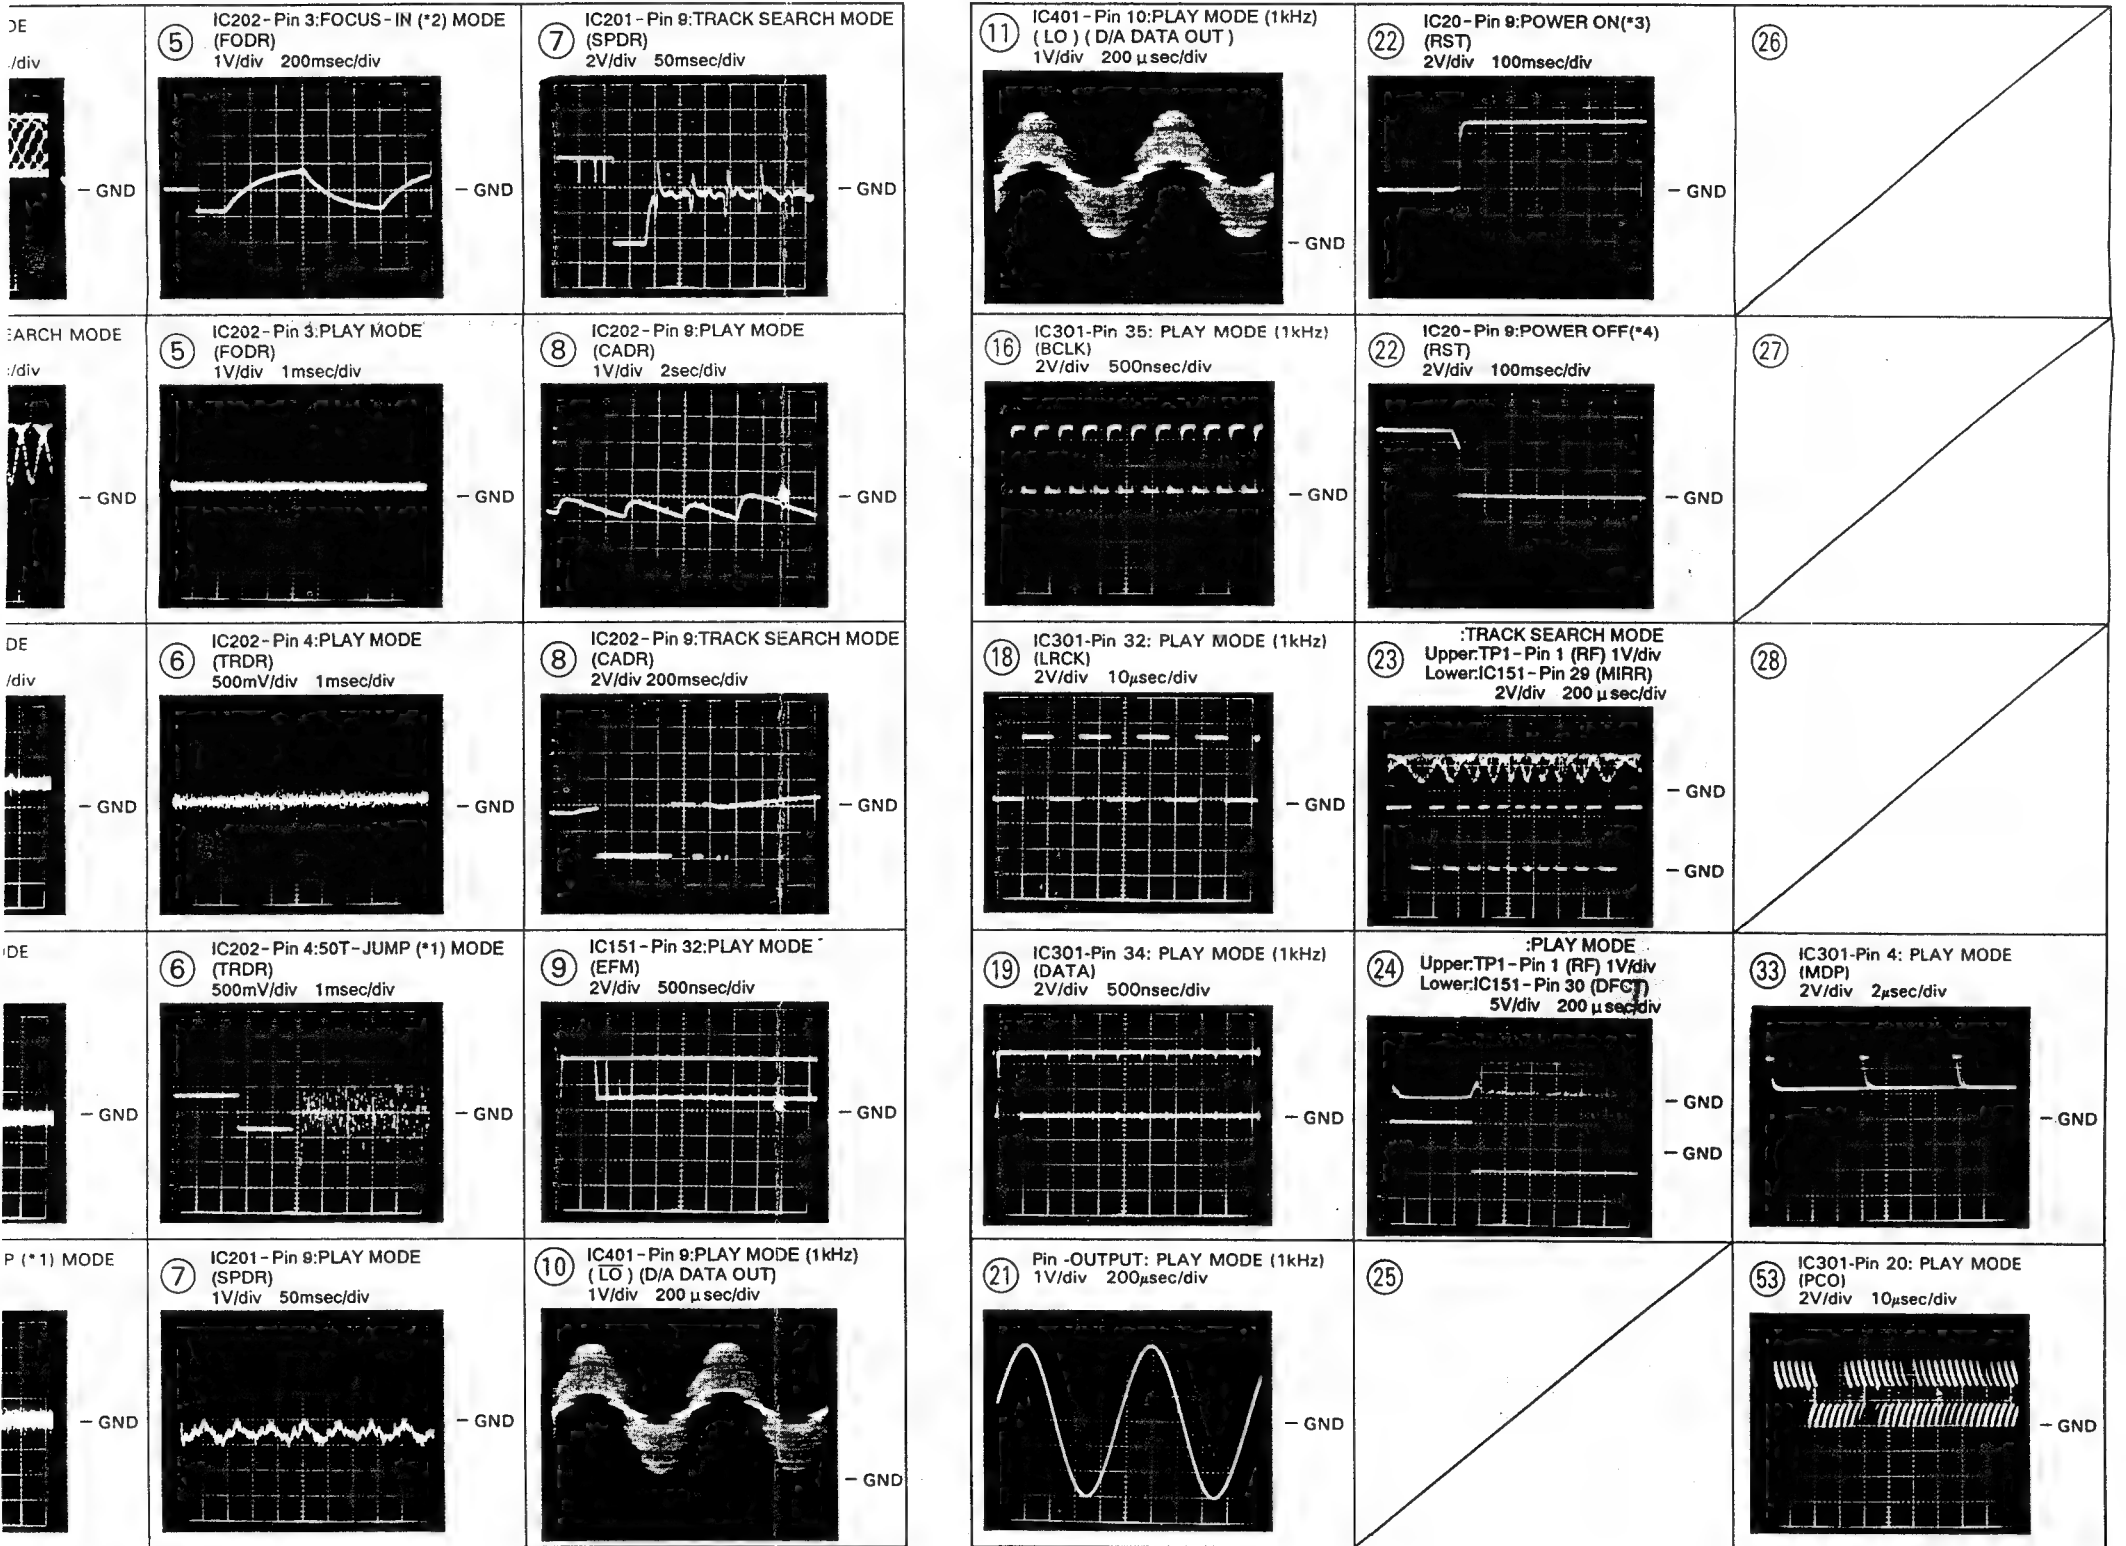 DE
/div
– GND
5
IC202-Pin 3:FOCUS-IN (*2) MODE
(FODR)
1V/div 200msec/div
– GND
7
IC201-Pin 9:TRACK SEARCH MODE
(SPDR)
2V/div 50msec/div
– GND
11
IC401-Pin 10:PLAY MODE (1kHz)
( LO ) ( D/A DATA OUT )
1V/div 200 μsec/div
– GND
22
IC20-Pin 9:POWER ON(*3)
(RST)
2V/div 100msec/div
– GND
26
EARCH MODE
/div
– GND
5
IC202-Pin 3:PLAY MODE
(FODR)
1V/div 1msec/div
– GND
8
IC202-Pin 9:PLAY MODE
(CADR)
1V/div 2sec/div
– GND
16
IC301-Pin 35: PLAY MODE (1kHz)
(BCLK)
2V/div 500nsec/div
– GND
22
IC20-Pin 9:POWER OFF(*4)
(RST)
2V/div 100msec/div
– GND
27
DE
/div
– GND
6
IC202-Pin 4:PLAY MODE
(TRDR)
500mV/div 1msec/div
– GND
8
IC202-Pin 9:TRACK SEARCH MODE
(CADR)
2V/div 200msec/div
– GND
18
IC301-Pin 32: PLAY MODE (1kHz)
(LRCK)
2V/div 10μsec/div
– GND
23
:TRACK SEARCH MODE
Upper:TP1-Pin 1 (RF) 1V/div
Lower:IC151-Pin 29 (MIRR)
2V/div 200 μsec/div
– GND
– GND
28
DE
– GND
6
IC202-Pin 4:50T-JUMP (*1) MODE
(TRDR)
500mV/div 1msec/div
– GND
9
IC151-Pin 32:PLAY MODE
(EFM)
2V/div 500nsec/div
– GND
19
IC301-Pin 34: PLAY MODE (1kHz)
(DATA)
2V/div 500nsec/div
– GND
24
:PLAY MODE
Upper:TP1-Pin 1 (RF) 1V/div
Lower:IC151-Pin 30 (DFCT)
5V/div 200 μsec/div
– GND
– GND
33
IC301-Pin 4: PLAY MODE
(MDP)
2V/div 2μsec/div
– GND
P (*1) MODE
– GND
7
IC201-Pin 9:PLAY MODE
(SPDR)
1V/div 50msec/div
– GND
10
IC401-Pin 9:PLAY MODE (1kHz)
( L̅O̅ ) (D/A DATA OUT)
1V/div 200 μsec/div
– GND
21
Pin -OUTPUT: PLAY MODE (1kHz)
1V/div 200μsec/div
– GND
25
53
IC301-Pin 20: PLAY MODE
(PCO)
2V/div 10μsec/div
– GND